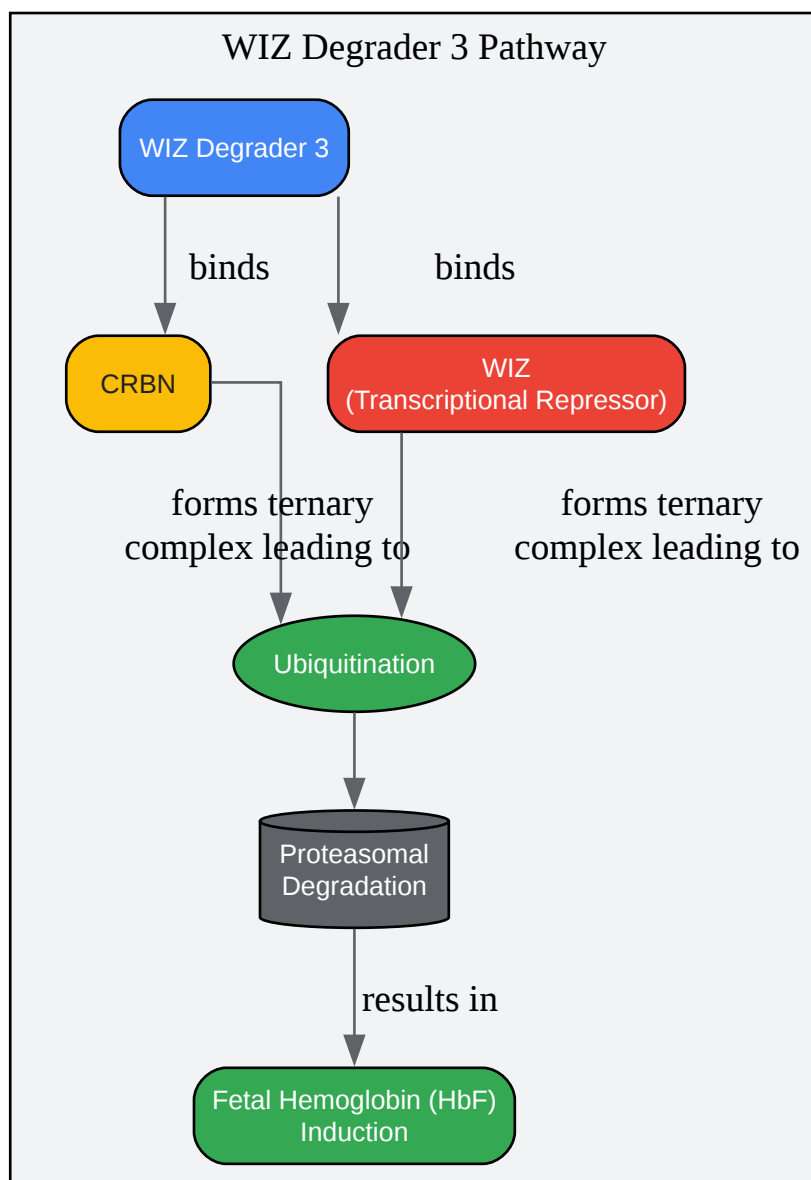 WIZ Degrader 3 Pathway
WIZ Degrader 3
binds
binds
CRBN
WIZ
(Transcriptional Repressor)
forms ternary
complex leading to
forms ternary
complex leading to
Ubiquitination
Proteasomal
Degradation
results in
Fetal Hemoglobin (HbF)
Induction